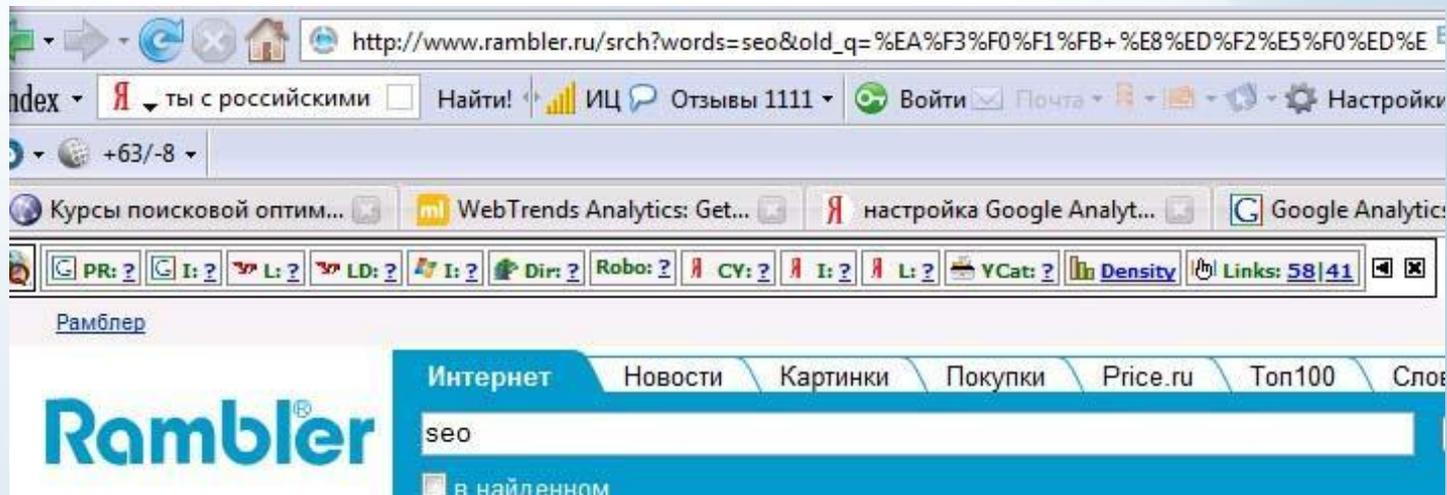 http://www.rambler.ru/srch?words=seo&old_q=%EA%F3%F0%F1%FB+%E8%ED%F2%E5%F0%ED%E
ndex Я ты с российскими Найти! ИЦ Отзывы 1111 Войти Почта Настройки
+63/-8
Курсы поисковой оптим... ml WebTrends Analytics: Get... Я настройка Google Analyt... G Google Analytics
G PR: ? G I: ? L: ? LD: ? I: ? Dir: ? Robo: ? Я CY: ? Я I: ? Я L: ? YCat: ? Density Links: 58|41
Рамблер
Интернет Новости Картинки Покупки Price.ru Топ100 Слов
Rambler®
seo
в найденном